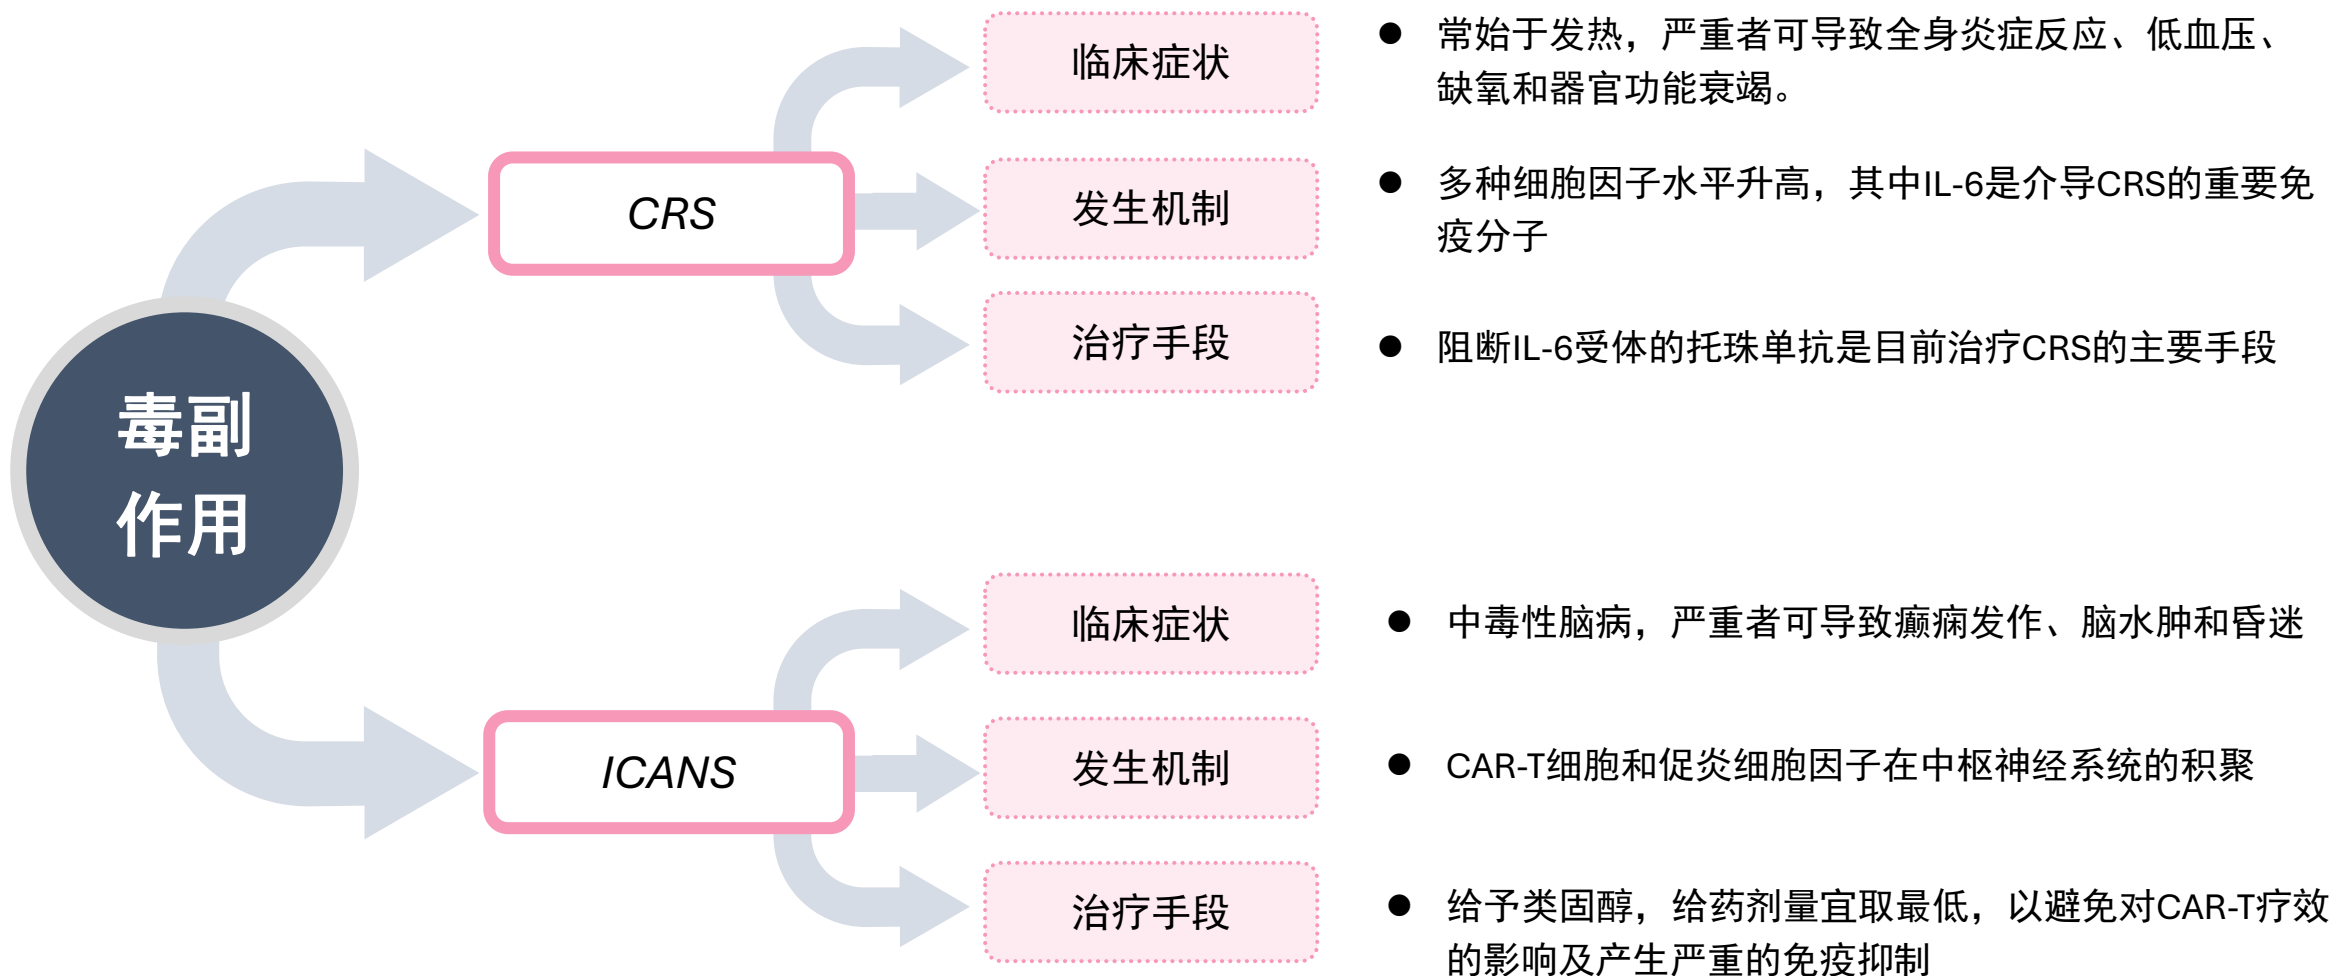 毒副
作用
CRS
临床症状
常始于发热，严重者可导致全身炎症反应、低血压、
缺氧和器官功能衰竭。
发生机制
多种细胞因子水平升高，其中IL-6是介导CRS的重要免
疫分子
治疗手段
阻断IL-6受体的托珠单抗是目前治疗CRS的主要手段
ICANS
临床症状
中毒性脑病，严重者可导致癫痫发作、脑水肿和昏迷
发生机制
CAR-T细胞和促炎细胞因子在中枢神经系统的积聚
治疗手段
给予类固醇，给药剂量宜取最低，以避免对CAR-T疗效
的影响及产生严重的免疫抑制